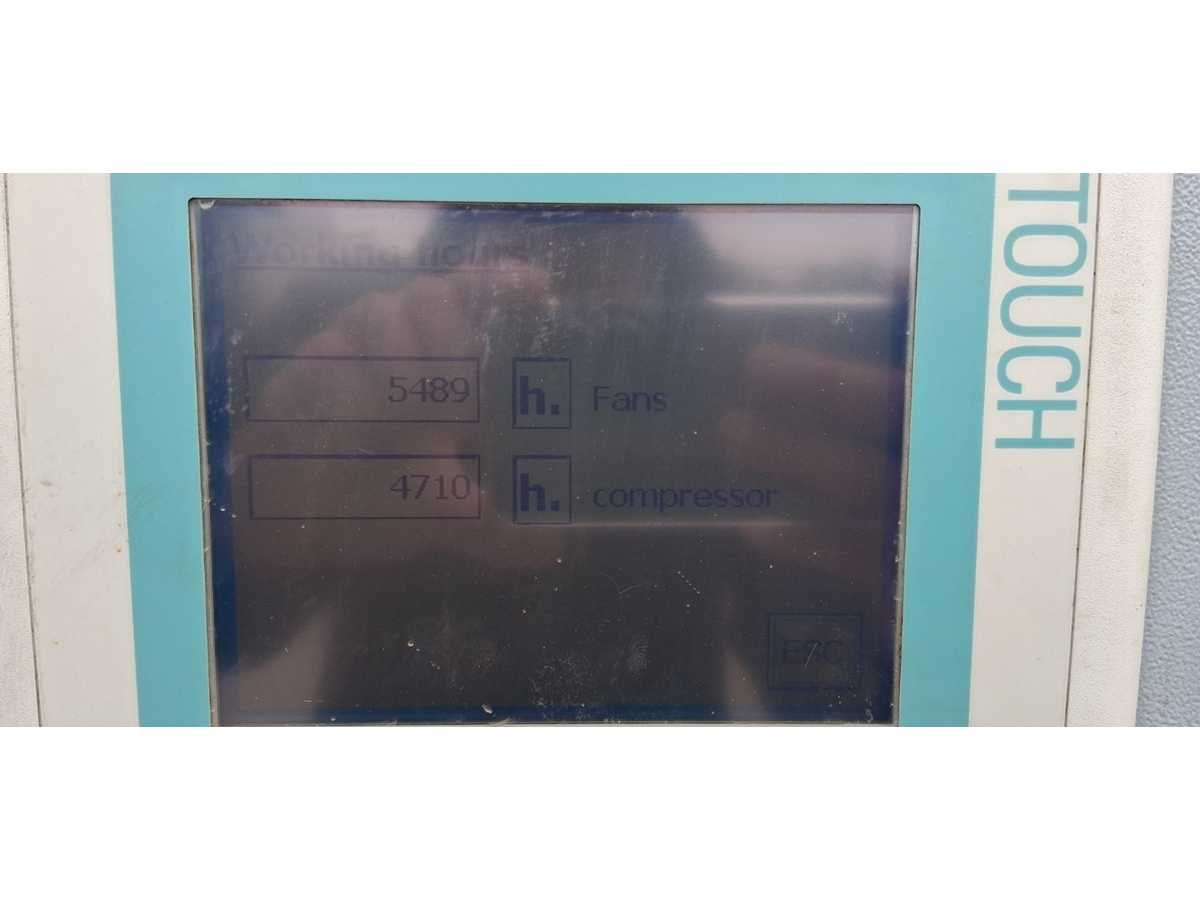 Working hours
5489 h. Fans
4710 h. compressor
ESC
TOUCH